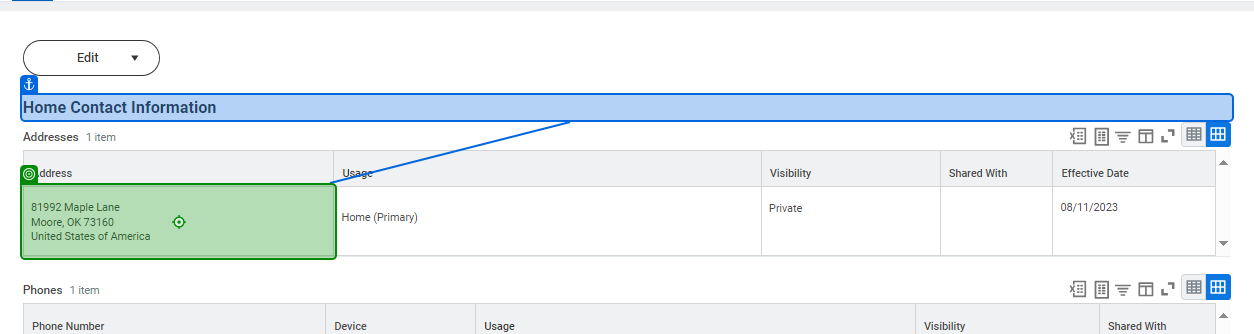 Edit
Home Contact Information
Addresses 1 item
Address Usage Visibility Shared With Effective Date
81992 Maple Lane
Moore, OK 73160
United States of America
Home (Primary)
Private
08/11/2023
Phones 1 item
Phone Number Device Usage Visibility Shared With